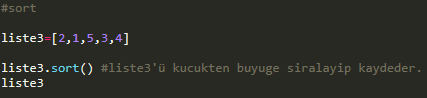 #sort
liste3=[2,1,5,3,4]
liste3.sort() #liste3'ü kucukten buyuge siralayip kaydeder.
liste3